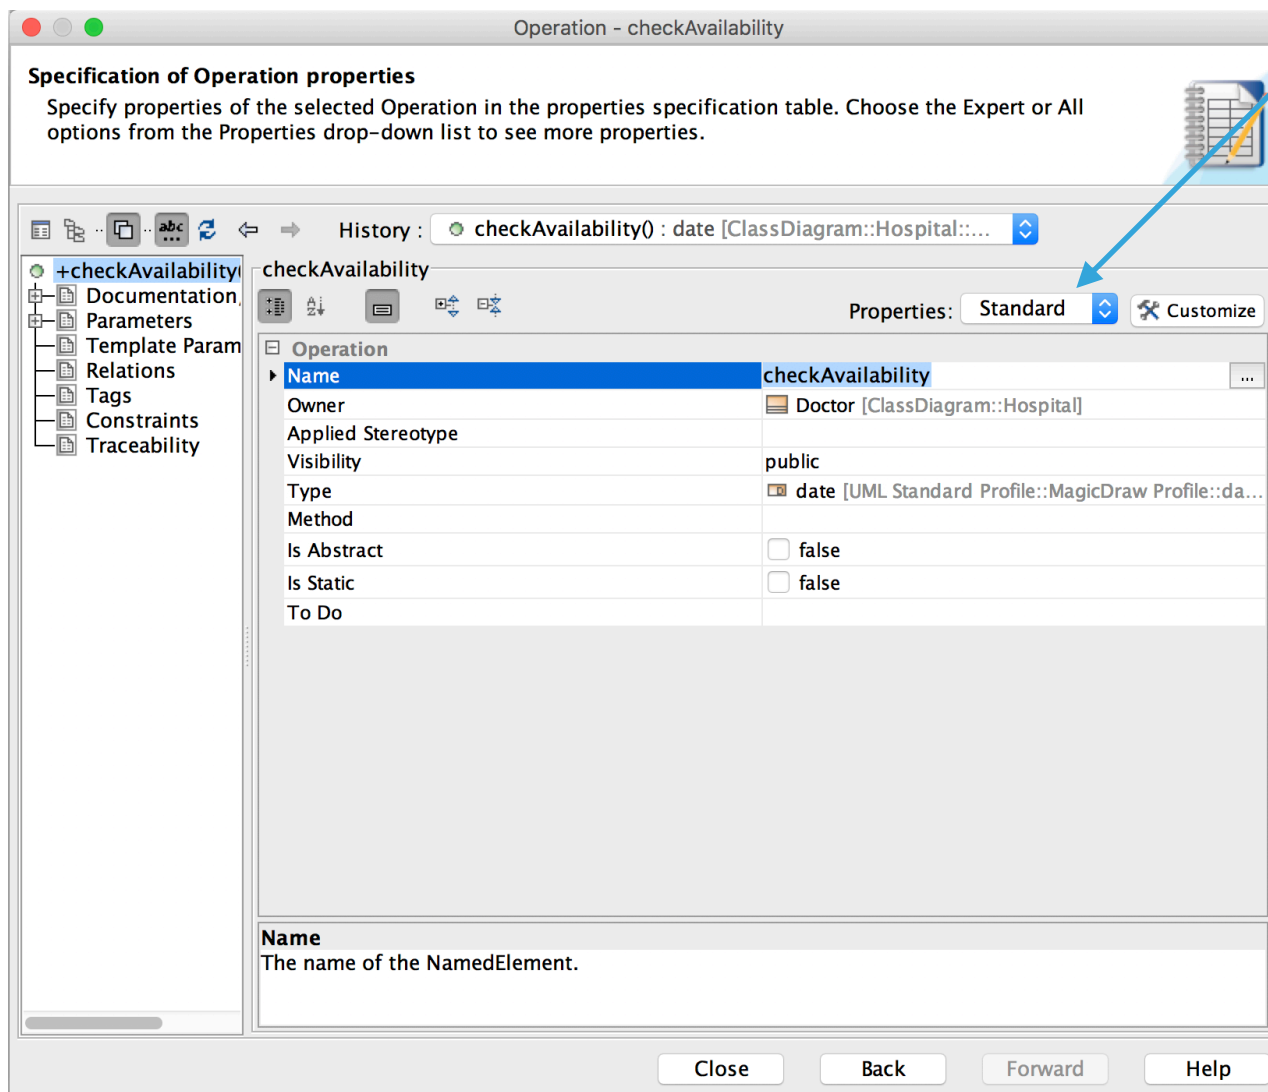 Operation - checkAvailability
Specification of Operation properties
Specify properties of the selected Operation in the properties specification table. Choose the Expert or All
options from the Properties drop-down list to see more properties.
abc
History : checkAvailability() : date [ClassDiagram::Hospital::...
+checkAvailability(
Documentation,
Parameters
Template Param
Relations
Tags
Constraints
Traceability
checkAvailability
A
Z
Properties: Standard Customize
Operation
Name checkAvailability ...
Owner Doctor [ClassDiagram::Hospital]
Applied Stereotype
Visibility public
Type date [UML Standard Profile::MagicDraw Profile::da...
Method
Is Abstract false
Is Static false
To Do
Name
The name of the NamedElement.
Close Back Forward Help